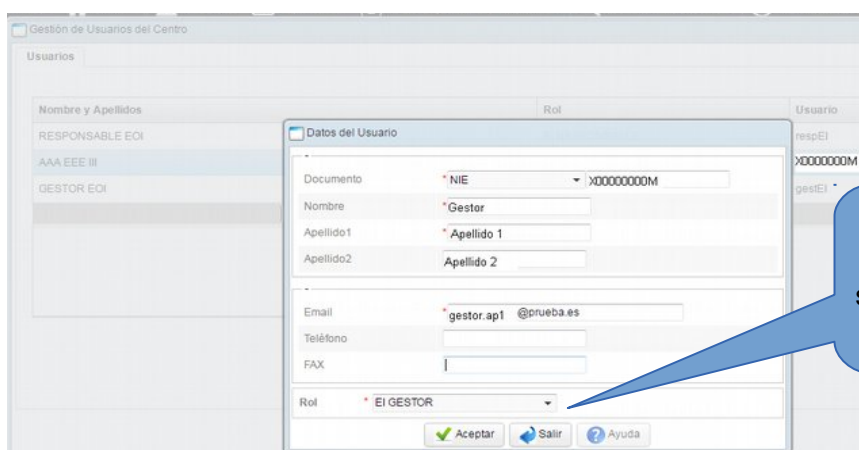 Gestión de Usuarios del Centro
Usuarios
Nombre y Apellidos Rol Usuario
RESPONSABLE EOI respEI
AAA EEE III X0000000M
GESTOR EOI gestEI
Datos del Usuario
Documento * NIE X00000000M
Nombre *Gestor
Apellido1 * Apellido 1
Apellido2 Apellido 2
Email * gestor.ap1 @prueba.es
Teléfono
FAX
Rol * EI GESTOR
Aceptar Salir Ayuda
s